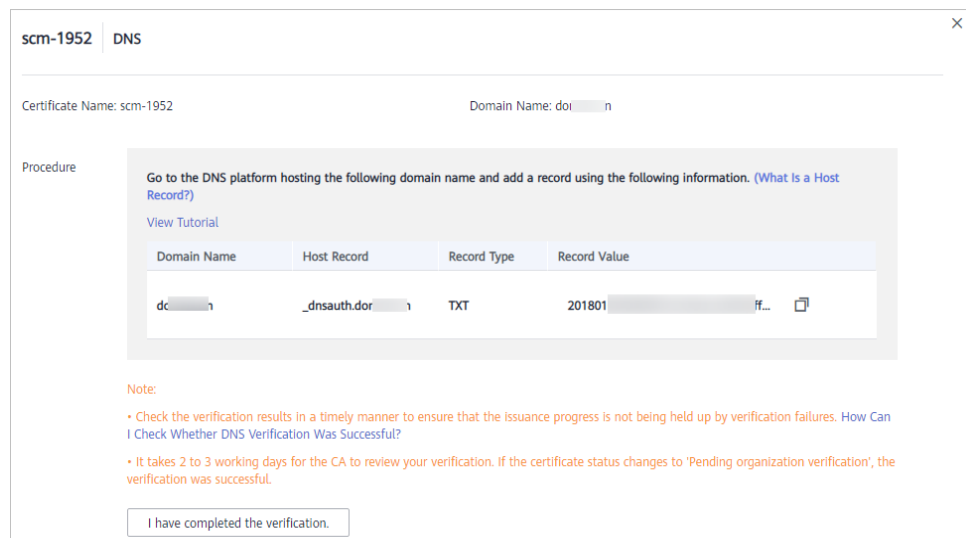 scm-1952 DNS
Certificate Name: scm-1952 Domain Name: do n
Procedure
Go to the DNS platform hosting the following domain name and add a record using the following information. (What Is a Host
Record?)
View Tutorial
Domain Name Host Record Record Type Record Value
n _dnsauth. TXT 201801 ff...
Note:
• Check the verification results in a timely manner to ensure that the issuance progress is not being held up by verification failures. How Can
I Check Whether DNS Verification Was Successful?
• It takes 2 to 3 working days for the CA to review your verification. If the certificate status changes to 'Pending organization verification', the
verification was successful.
I have completed the verification.